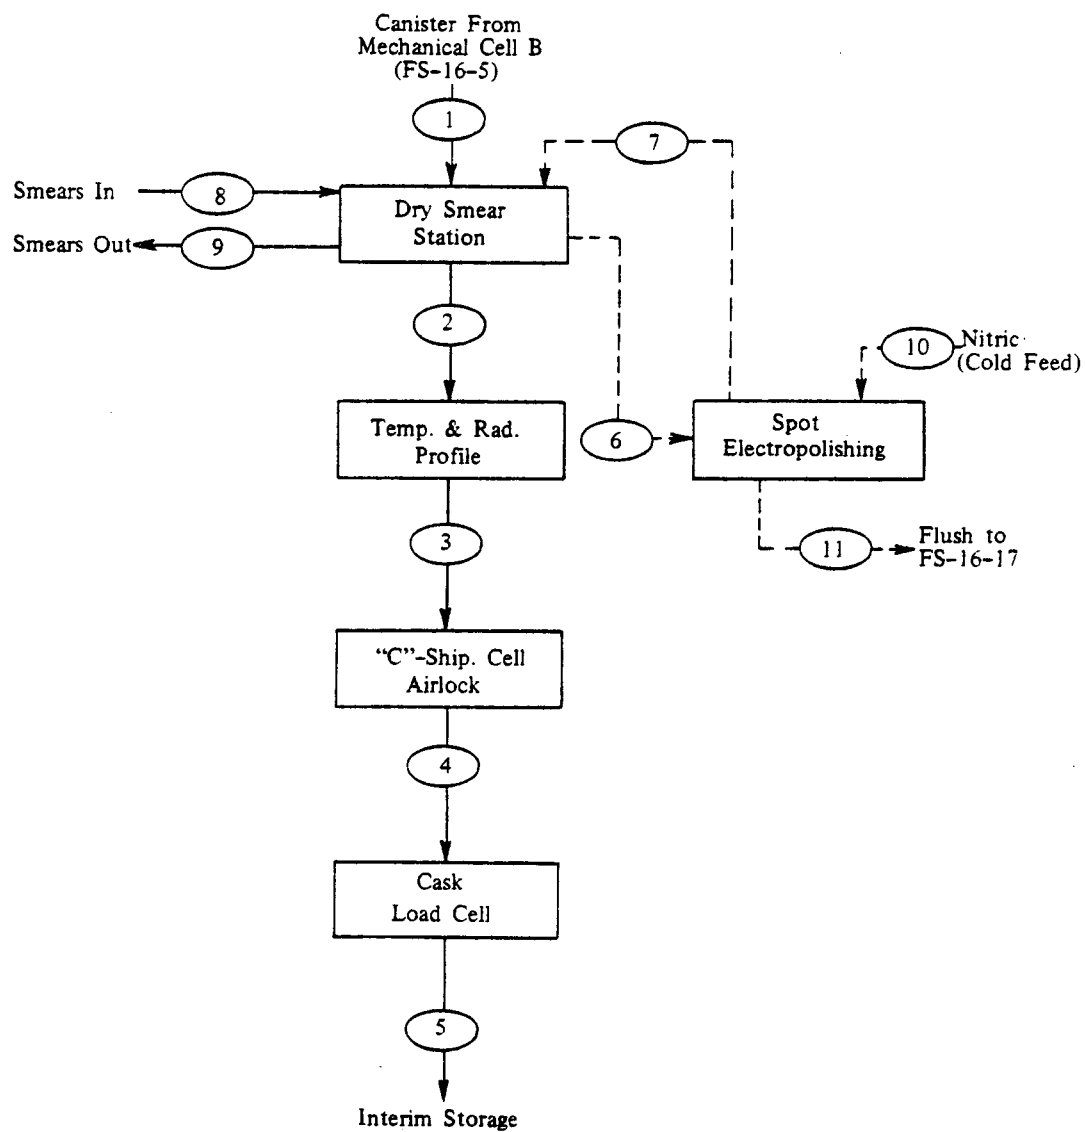 Canister From
Mechanical Cell B
(FS-16-5)
1
7
Smears In
8
Dry Smear
Station
Smears Out
9
2
10
Nitric
(Cold Feed)
Temp. & Rad.
Profile
6
Spot
Electropolishing
3
11
Flush to
FS-16-17
“C”-Ship. Cell
Airlock
4
Cask
Load Cell
5
Interim Storage